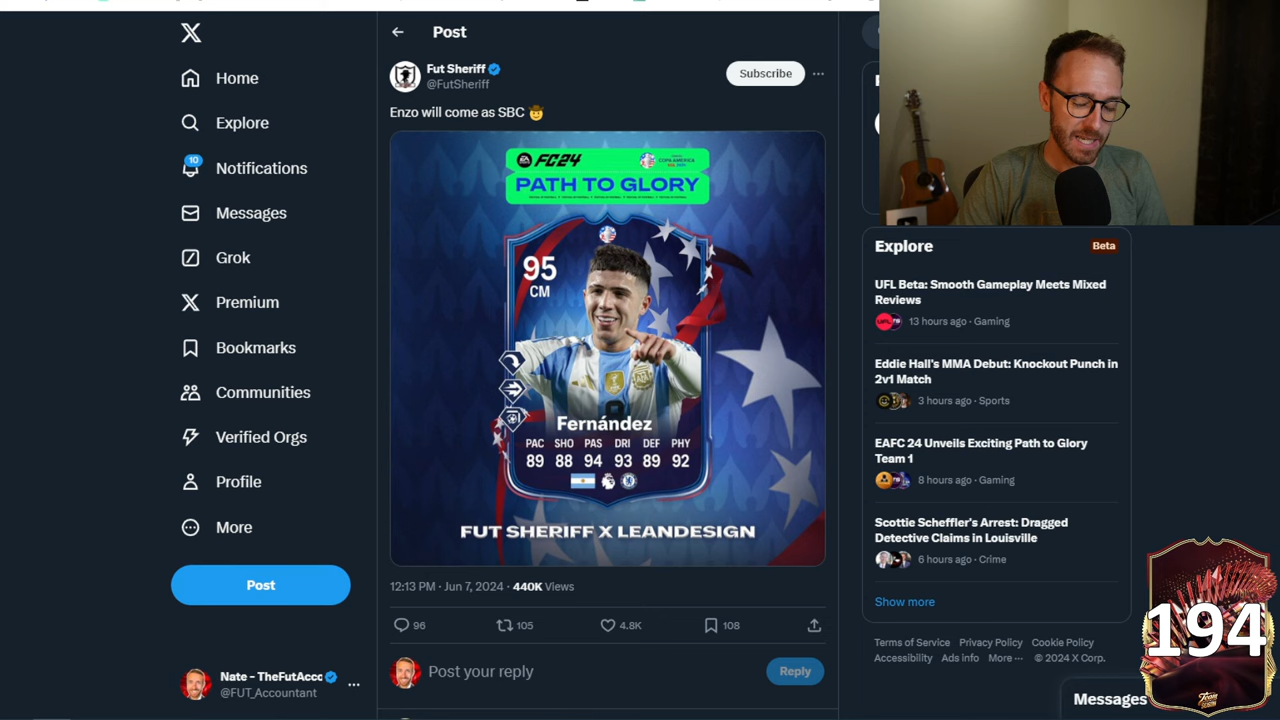 Post
Home
Explore
10
Notifications
Messages
Grok
Premium
Bookmarks
Communities
Verified Orgs
Profile
More
Post
Nate - TheFutAcc
@FUT_Accountant
Fut Sheriff
@FutSheriff
Subscribe
Enzo will come as SBC
FC24
COPA AMERICA
PATH TO GLORY
95
CM
Fernández
PAC SHO PAS DRI DEF PHY
89 88 94 93 89 92
FUT SHERIFF X LEANDESIGN
12:13 PM · Jun 7, 2024 · 440K Views
96 105 4.8K 108
Post your reply
Reply
Explore
Beta
UFL Beta: Smooth Gameplay Meets Mixed
Reviews
13 hours ago · Gaming
Eddie Hall's MMA Debut: Knockout Punch in
2v1 Match
3 hours ago · Sports
EAFC 24 Unveils Exciting Path to Glory
Team 1
8 hours ago · Gaming
Scottie Scheffler's Arrest: Dragged
Detective Claims in Louisville
6 hours ago · Crime
Show more
Terms of Service Privacy Policy Cookie Policy
Accessibility Ads info More ··· © 2024 X Corp.
Messages
194